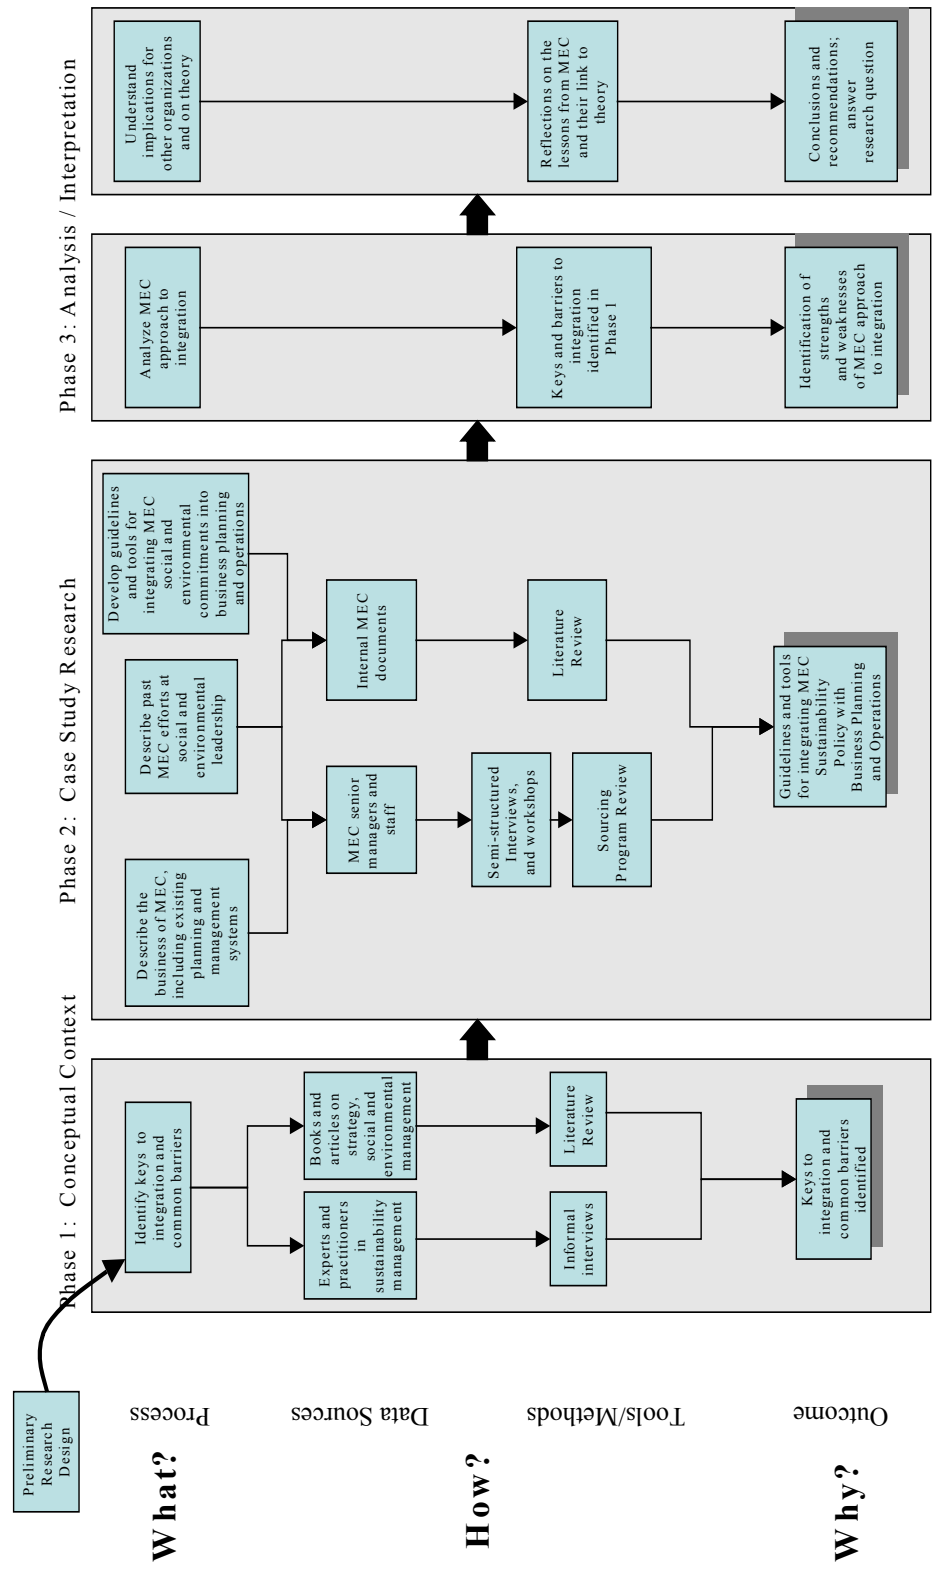 Preliminary
Research
Design
What?
Process
How?
Data Sources
Tools/Methods
Why?
Outcome
Phase 1: Conceptual Context
Identify keys to
integration and
common barriers
Experts and
practitioners
in
sustainability
management
Books and
articles on
strategy,
social and
environmental
management
Informal
interviews
Literature
Review
Keys to
integration and
common barriers
identified
Phase 2: Case Study Research
Describe the
business of MEC,
including existing
planning and
management
systems
Describe past
MEC efforts at
social and
environmental
leadership
Develop guidelines
and tools for
integrating MEC
social and
environmental
commitments into
business planning
and operations
MEC senior
managers and
staff
Internal MEC
documents
Semi-structured
Interviews,
and workshops
Sourcing
Program Review
Literature
Review
Guidelines and tools
for integrating MEC
Sustainability
Policy with
Business Planning
and Operations
Phase 3: Analysis / Interpretation
Analyze MEC
approach to
integration
Keys and barriers to
integration
identified in
Phase 1
Identification of
strengths
and weaknesses
of MEC approach
to integration
Understand
implications for
other organizations
and on theory
Reflections on the
lessons from MEC
and their link to
theory
Conclusions and
recommendations;
answer
research question